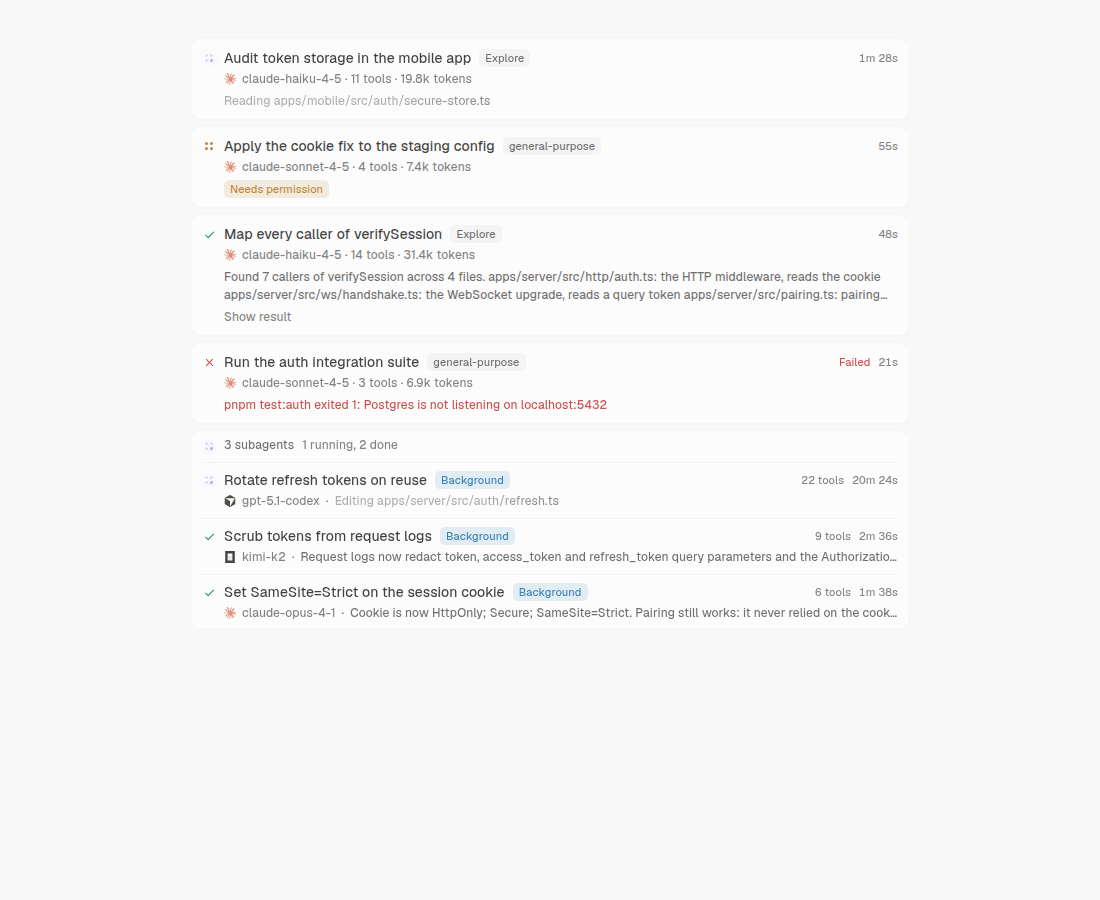 Audit token storage in the mobile app Explore 1m 28s
claude-haiku-4-5 · 11 tools · 19.8k tokens
Reading apps/mobile/src/auth/secure-store.ts
Apply the cookie fix to the staging config general-purpose 55s
claude-sonnet-4-5 · 4 tools · 7.4k tokens
Needs permission
Map every caller of verifySession Explore 48s
claude-haiku-4-5 · 14 tools · 31.4k tokens
Found 7 callers of verifySession across 4 files. apps/server/src/http/auth.ts: the HTTP middleware, reads the cookie
apps/server/src/ws/handshake.ts: the WebSocket upgrade, reads a query token apps/server/src/pairing.ts: pairing…
Show result
Run the auth integration suite general-purpose Failed 21s
claude-sonnet-4-5 · 3 tools · 6.9k tokens
pnpm test:auth exited 1: Postgres is not listening on localhost:5432
3 subagents 1 running, 2 done
Rotate refresh tokens on reuse Background 22 tools 20m 24s
gpt-5.1-codex · Editing apps/server/src/auth/refresh.ts
Scrub tokens from request logs Background 9 tools 2m 36s
kimi-k2 · Request logs now redact token, access_token and refresh_token query parameters and the Authorizatio…
Set SameSite=Strict on the session cookie Background 6 tools 1m 38s
claude-opus-4-1 · Cookie is now HttpOnly; Secure; SameSite=Strict. Pairing still works: it never relied on the cook…